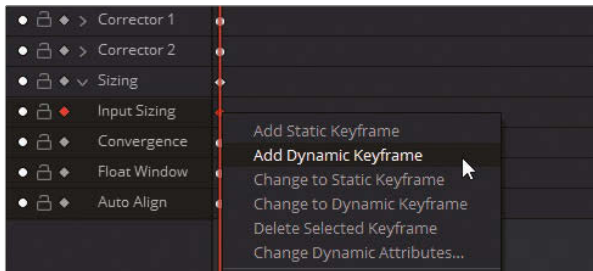 Corrector 1
Corrector 2
Sizing
Input Sizing
Convergence
Float Window
Auto Align
Add Static Keyframe
Add Dynamic Keyframe
Change to Static Keyframe
Change to Dynamic Keyframe
Delete Selected Keyframe
Change Dynamic Attributes...